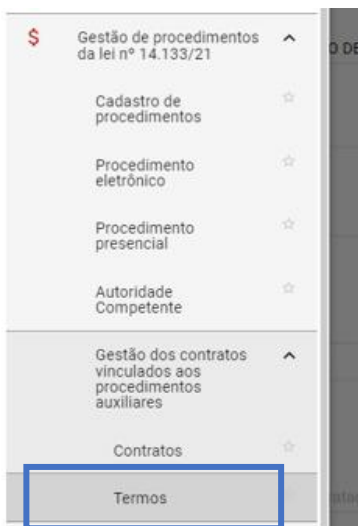 $ Gestão de procedimentos
da lei nº 14.133/21
Cadastro de
procedimentos
Procedimento
eletrônico
Procedimento
presencial
Autoridade
Competente
Gestão dos contratos
vinculados aos
procedimentos
auxiliares
Contratos
Termos